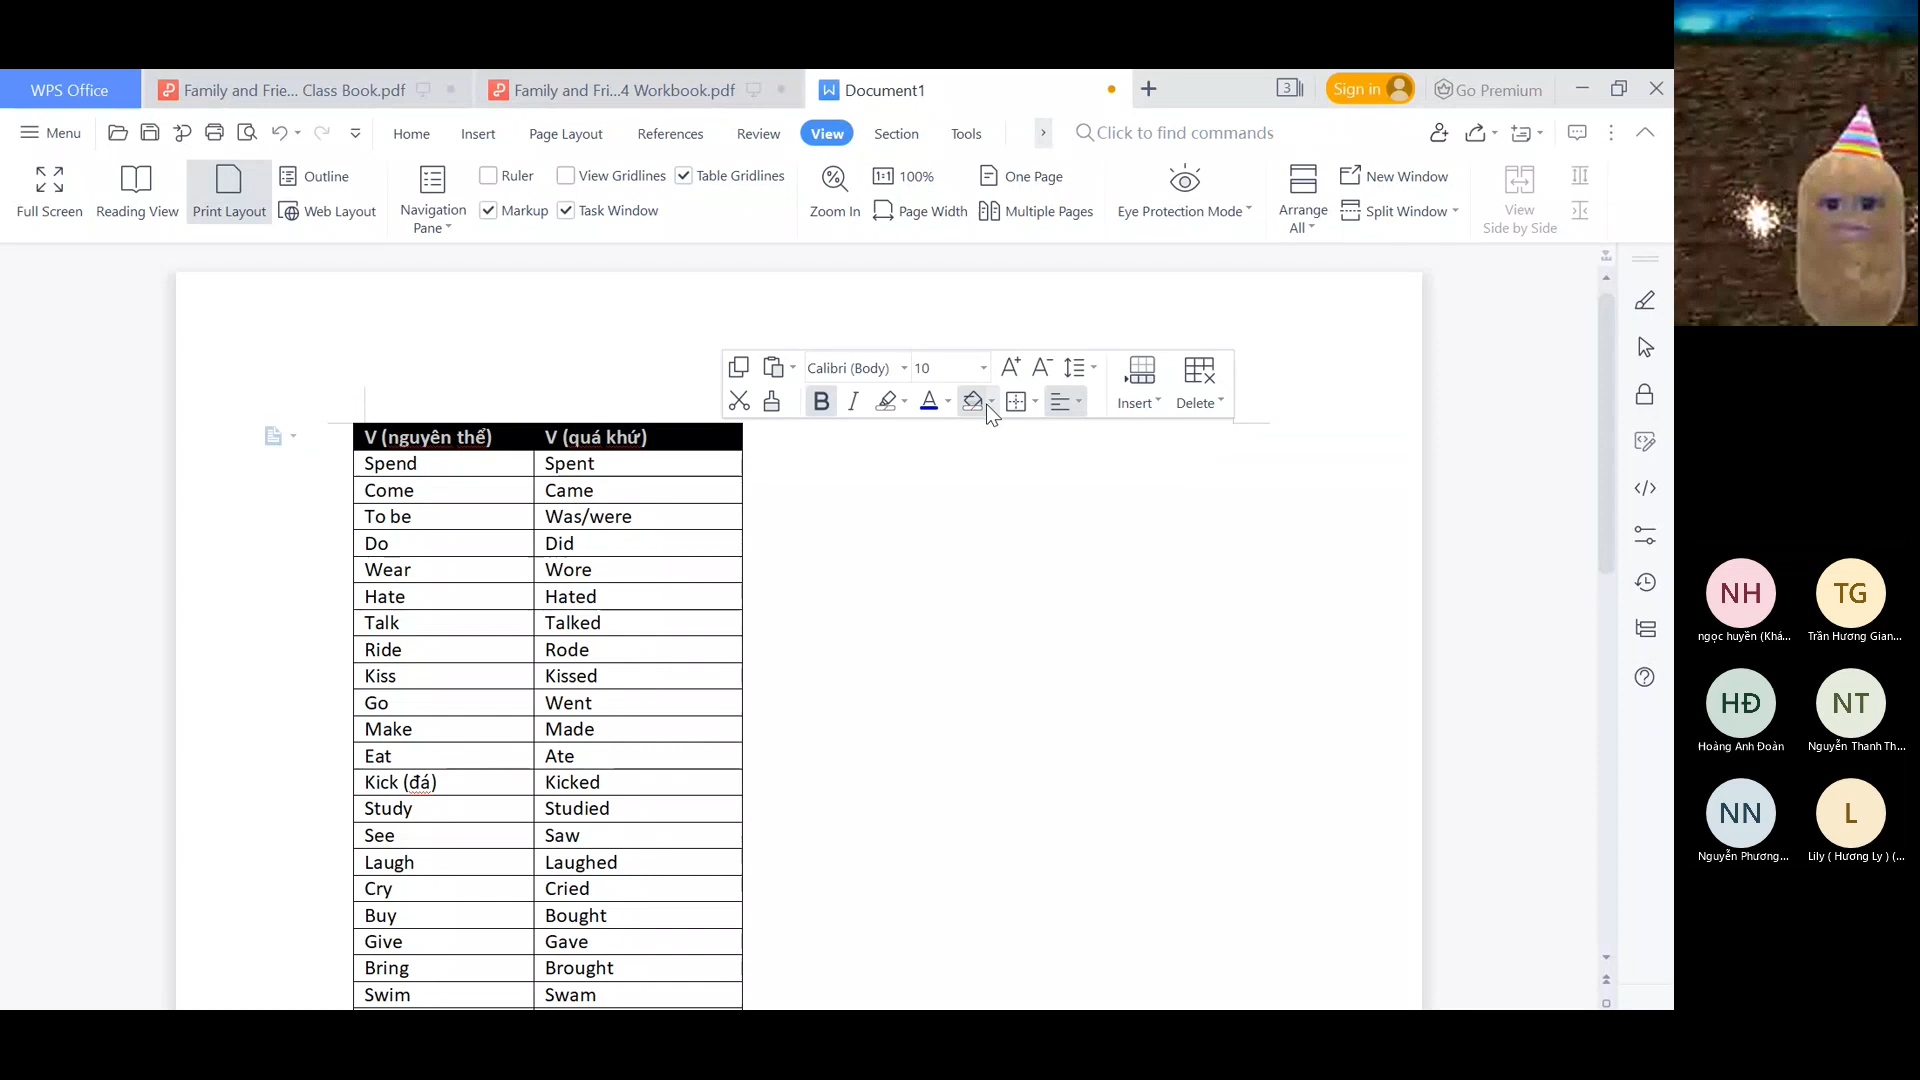 WPS Office
Family and Frie... Class Book.pdf
Family and Fri...4 Workbook.pdf
Document1
3
Sign in
Go Premium
Menu
Home
Insert
Page Layout
References
Review
View
Section
Tools
Click to find commands
Full Screen
Reading View
Print Layout
Outline
Web Layout
Navigation Pane
Ruler
View Gridlines
Table Gridlines
Markup
Task Window
Zoom In
100%
Page Width
One Page
Multiple Pages
Eye Protection Mode
Arrange All
New Window
Split Window
View Side by Side
Calibri (Body)
10
Insert
Delete
V (nguyên thể) V (quá khứ)
Spend Spent
Come Came
To be Was/were
Do Did
Wear Wore
Hate Hated
Talk Talked
Ride Rode
Kiss Kissed
Go Went
Make Made
Eat Ate
Kick (đá) Kicked
Study Studied
See Saw
Laugh Laughed
Cry Cried
Buy Bought
Give Gave
Bring Brought
Swim Swam
NH
ngọc huyền (Khá...
TG
Trần Hương Gian...
HĐ
Hoàng Anh Đoàn
NT
Nguyễn Thanh Th...
NN
Nguyễn Phương...
L
Lily ( Hương Ly ) (...